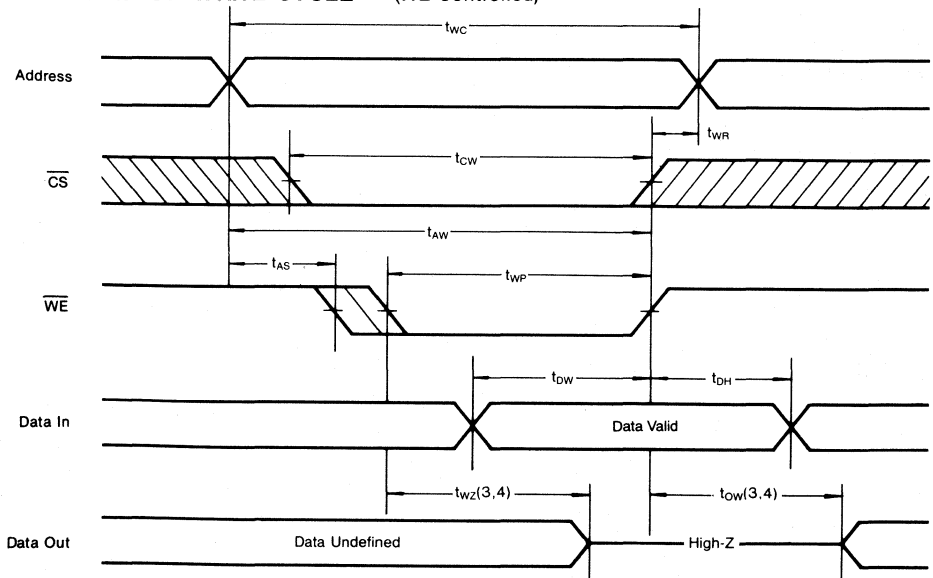 CYCLE (WE Controlled)
tWC
Address
tWR
tCW
CS
tAW
tAS
tWP
WE
tDW
tDH
Data In
Data Valid
tWZ(3,4)
tOW(3,4)
Data Out
Data Undefined
High-Z